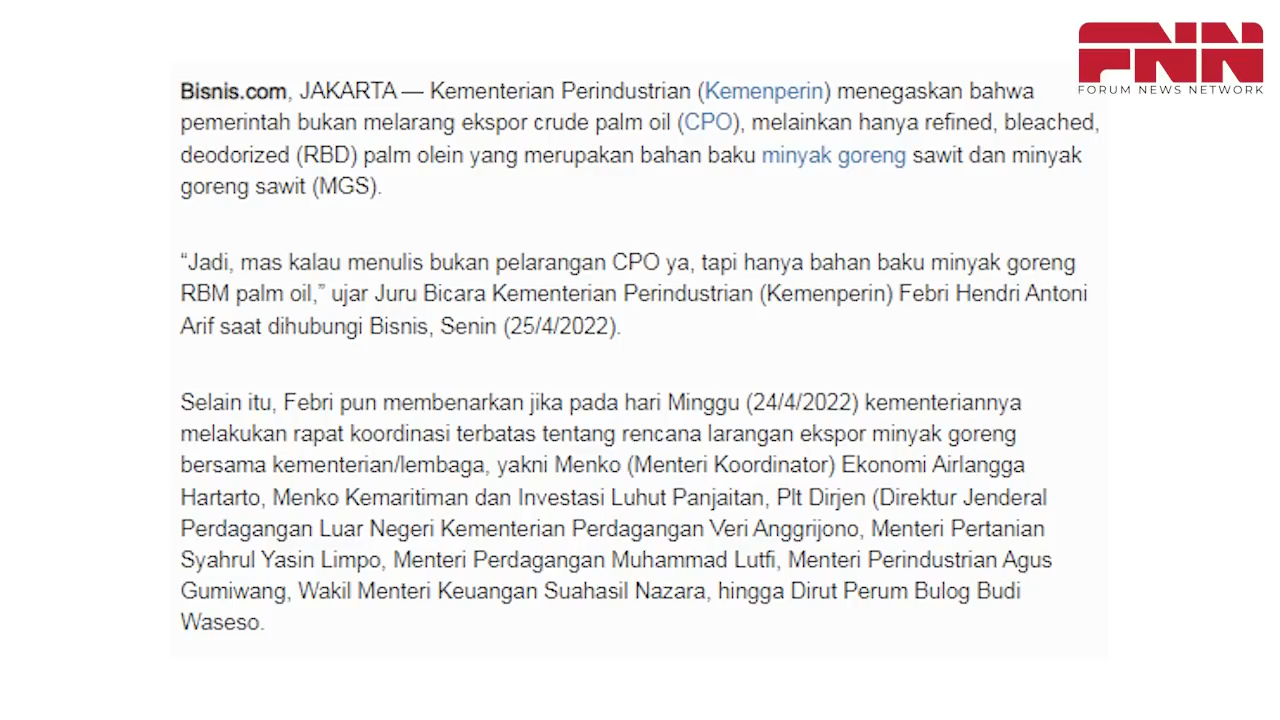 FNN
FORUM NEWS NETWORK
Bisnis.com, JAKARTA — Kementerian Perindustrian (Kemenperin) menegaskan bahwa
pemerintah bukan melarang ekspor crude palm oil (CPO), melainkan hanya refined, bleached,
deodorized (RBD) palm olein yang merupakan bahan baku minyak goreng sawit dan minyak
goreng sawit (MGS).
“Jadi, mas kalau menulis bukan pelarangan CPO ya, tapi hanya bahan baku minyak goreng
RBM palm oil,” ujar Juru Bicara Kementerian Perindustrian (Kemenperin) Febri Hendri Antoni
Arif saat dihubungi Bisnis, Senin (25/4/2022).
Selain itu, Febri pun membenarkan jika pada hari Minggu (24/4/2022) kementeriannya
melakukan rapat koordinasi terbatas tentang rencana larangan ekspor minyak goreng
bersama kementerian/lembaga, yakni Menko (Menteri Koordinator) Ekonomi Airlangga
Hartarto, Menko Kemaritiman dan Investasi Luhut Panjaitan, Plt Dirjen (Direktur Jenderal
Perdagangan Luar Negeri Kementerian Perdagangan Veri Anggrijono, Menteri Pertanian
Syahrul Yasin Limpo, Menteri Perdagangan Muhammad Lutfi, Menteri Perindustrian Agus
Gumiwang, Wakil Menteri Keuangan Suahasil Nazara, hingga Dirut Perum Bulog Budi
Waseso.